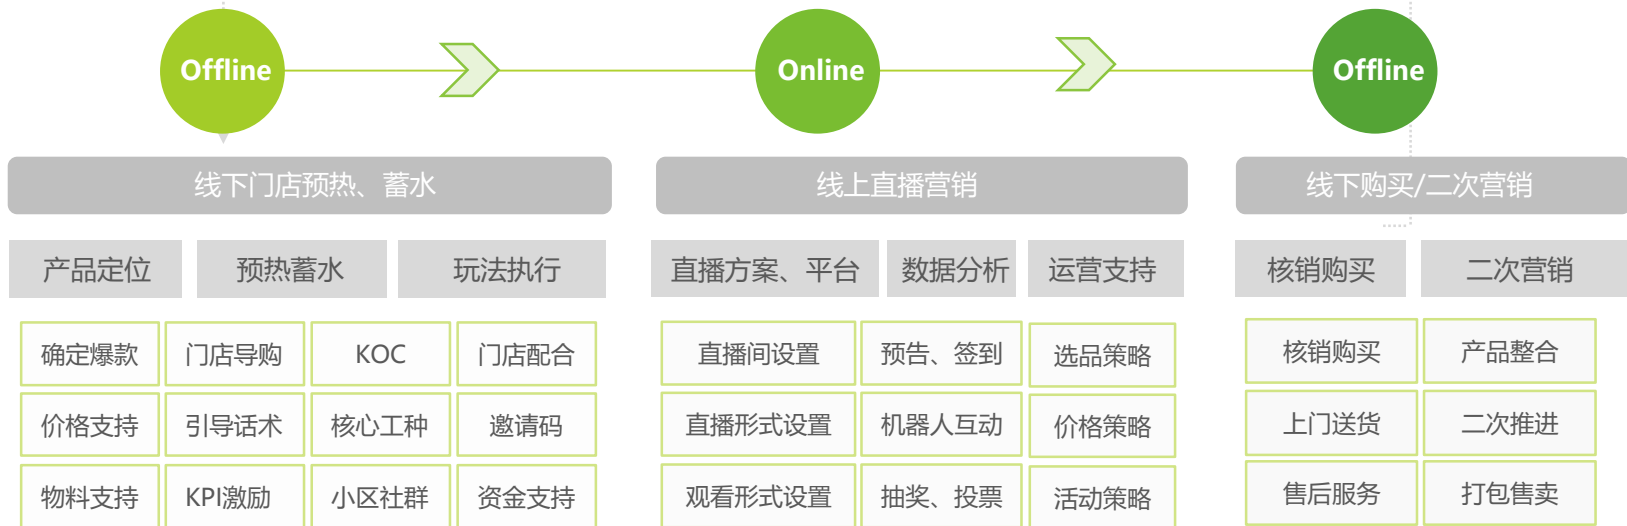 Offline
Online
Offline
线下门店预热、蓄水
线上直播营销
线下购买/二次营销
产品定位
预热蓄水
玩法执行
直播方案、平台
数据分析
运营支持
核销购买
二次营销
确定爆款
门店导购
KOC
门店配合
直播间设置
预告、签到
选品策略
核销购买
产品整合
价格支持
引导话术
核心工种
邀请码
直播形式设置
机器人互动
价格策略
上门送货
二次推进
物料支持
KPI激励
小区社群
资金支持
观看形式设置
抽奖、投票
活动策略
售后服务
打包售卖